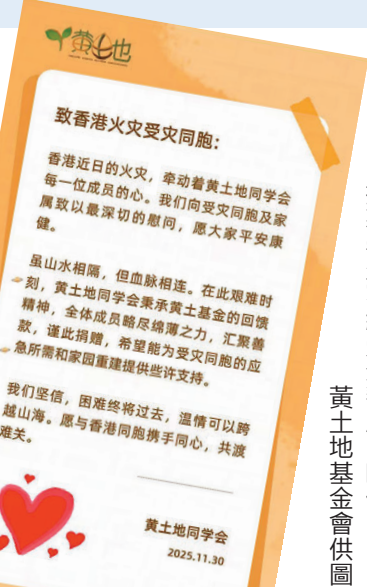 黄土地
致香港火灾受灾同胞：
香港近日的火灾，牵动着黄土地同学会
每一位成员的心。我们向受灾同胞及家
属致以最深切的慰问，愿大家平安康
健。
虽山水相隔，但血脉相连。在此艰难时
刻，黄土地同学会秉承黄土基金的回馈
精神，全体成员略尽绵薄之力，汇聚善
款，谨此捐赠，希望能为受灾同胞的应
急所需和家园重建提供些许支持。
我们坚信，困难终将过去，温情可以跨
越山海。愿与香港同胞携手同心，共渡
难关。
黄土地同学会
2025.11.30
黃土地基金會供圖